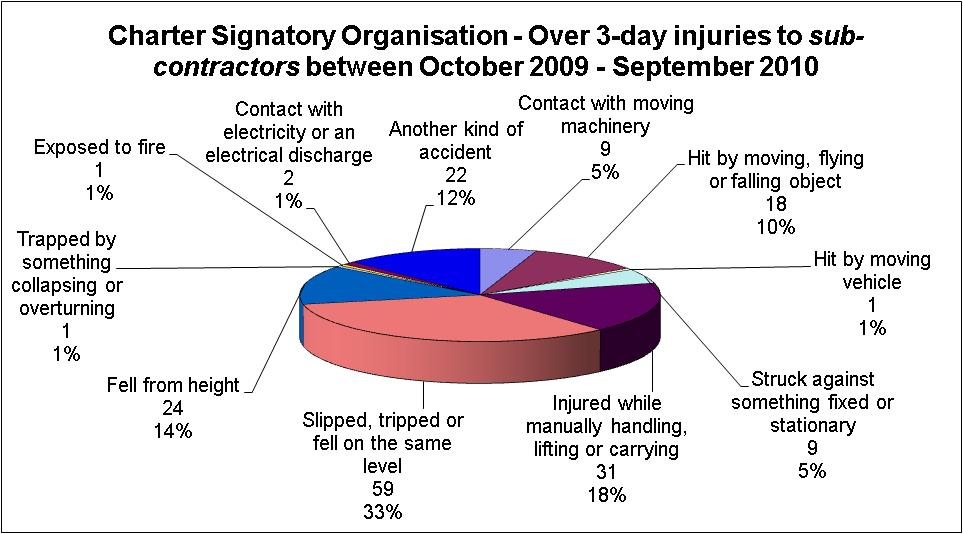 Charter Signatory Organisation - Over 3-day injuries to sub-
contractors between October 2009 - September 2010
Contact with moving
machinery
9
5%
Hit by moving, flying
or falling object
18
10%
Hit by moving
vehicle
1
1%
Struck against
something fixed or
stationary
9
5%
Injured while
manually handling,
lifting or carrying
31
18%
Slipped, tripped or
fell on the same
level
59
33%
Fell from height
24
14%
Trapped by
something
collapsing or
overturning
1
1%
Exposed to fire
1
1%
Contact with
electricity or an
electrical discharge
2
1%
Another kind of
accident
22
12%